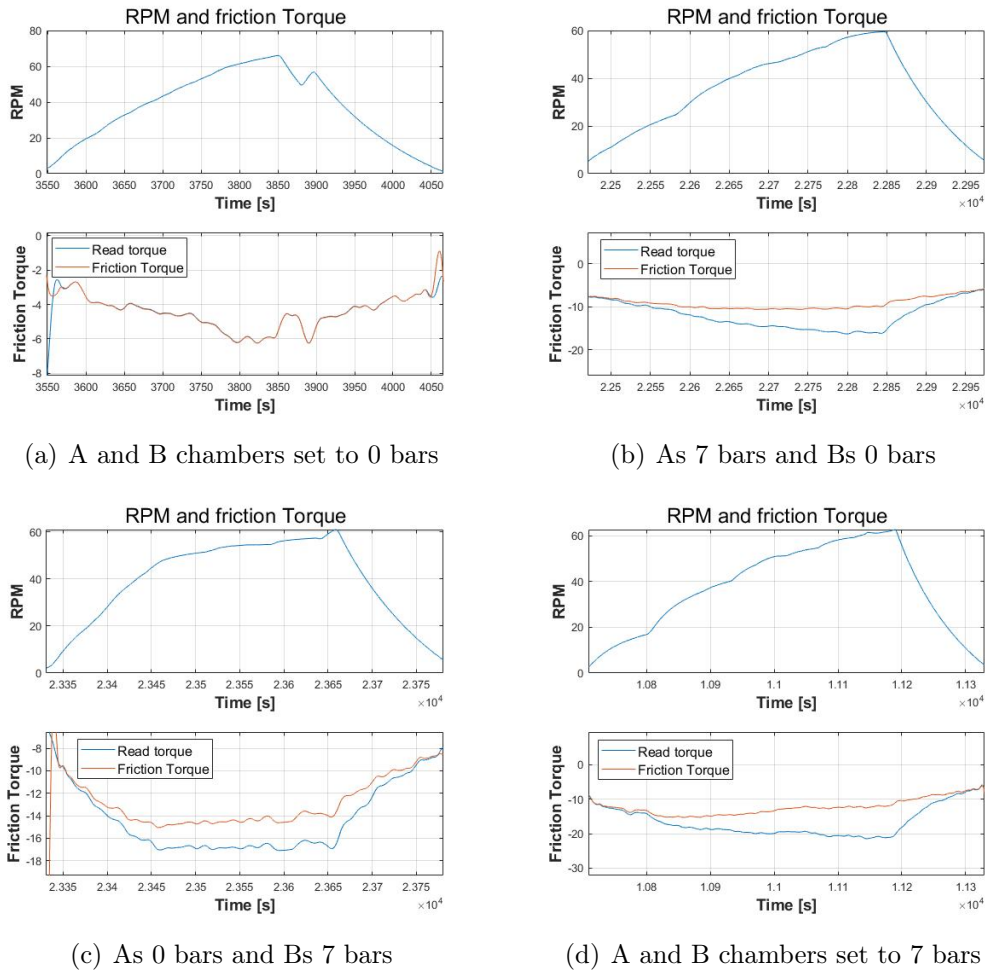 RPM and friction Torque
80
60
40
20
0
RPM
3550 3600 3650 3700 3750 3800 3850 3900 3950 4000 4050
Time [s]
0
-2
-4
-6
-8
Friction Torque
Read torque
Friction Torque
3550 3600 3650 3700 3750 3800 3850 3900 3950 4000 4050
Time [s]
(a) A and B chambers set to 0 bars
RPM and friction Torque
60
40
20
0
RPM
2.25 2.255 2.26 2.265 2.27 2.275 2.28 2.285 2.29 2.295
Time [s]
×10⁴
0
-10
-20
Friction Torque
Read torque
Friction Torque
2.25 2.255 2.26 2.265 2.27 2.275 2.28 2.285 2.29 2.295
Time [s]
×10⁴
(b) As 7 bars and Bs 0 bars
RPM and friction Torque
60
40
20
0
RPM
2.335 2.34 2.345 2.35 2.355 2.36 2.365 2.37 2.375
Time [s]
×10⁴
-8
-10
-12
-14
-16
-18
Friction Torque
Read torque
Friction Torque
2.335 2.34 2.345 2.35 2.355 2.36 2.365 2.37 2.375
Time [s]
×10⁴
(c) As 0 bars and Bs 7 bars
RPM and friction Torque
60
40
20
0
RPM
1.08 1.09 1.1 1.11 1.12 1.13
Time [s]
×10⁴
0
-10
-20
-30
Friction Torque
Read torque
Friction Torque
1.08 1.09 1.1 1.11 1.12 1.13
Time [s]
×10⁴
(d) A and B chambers set to 7 bars